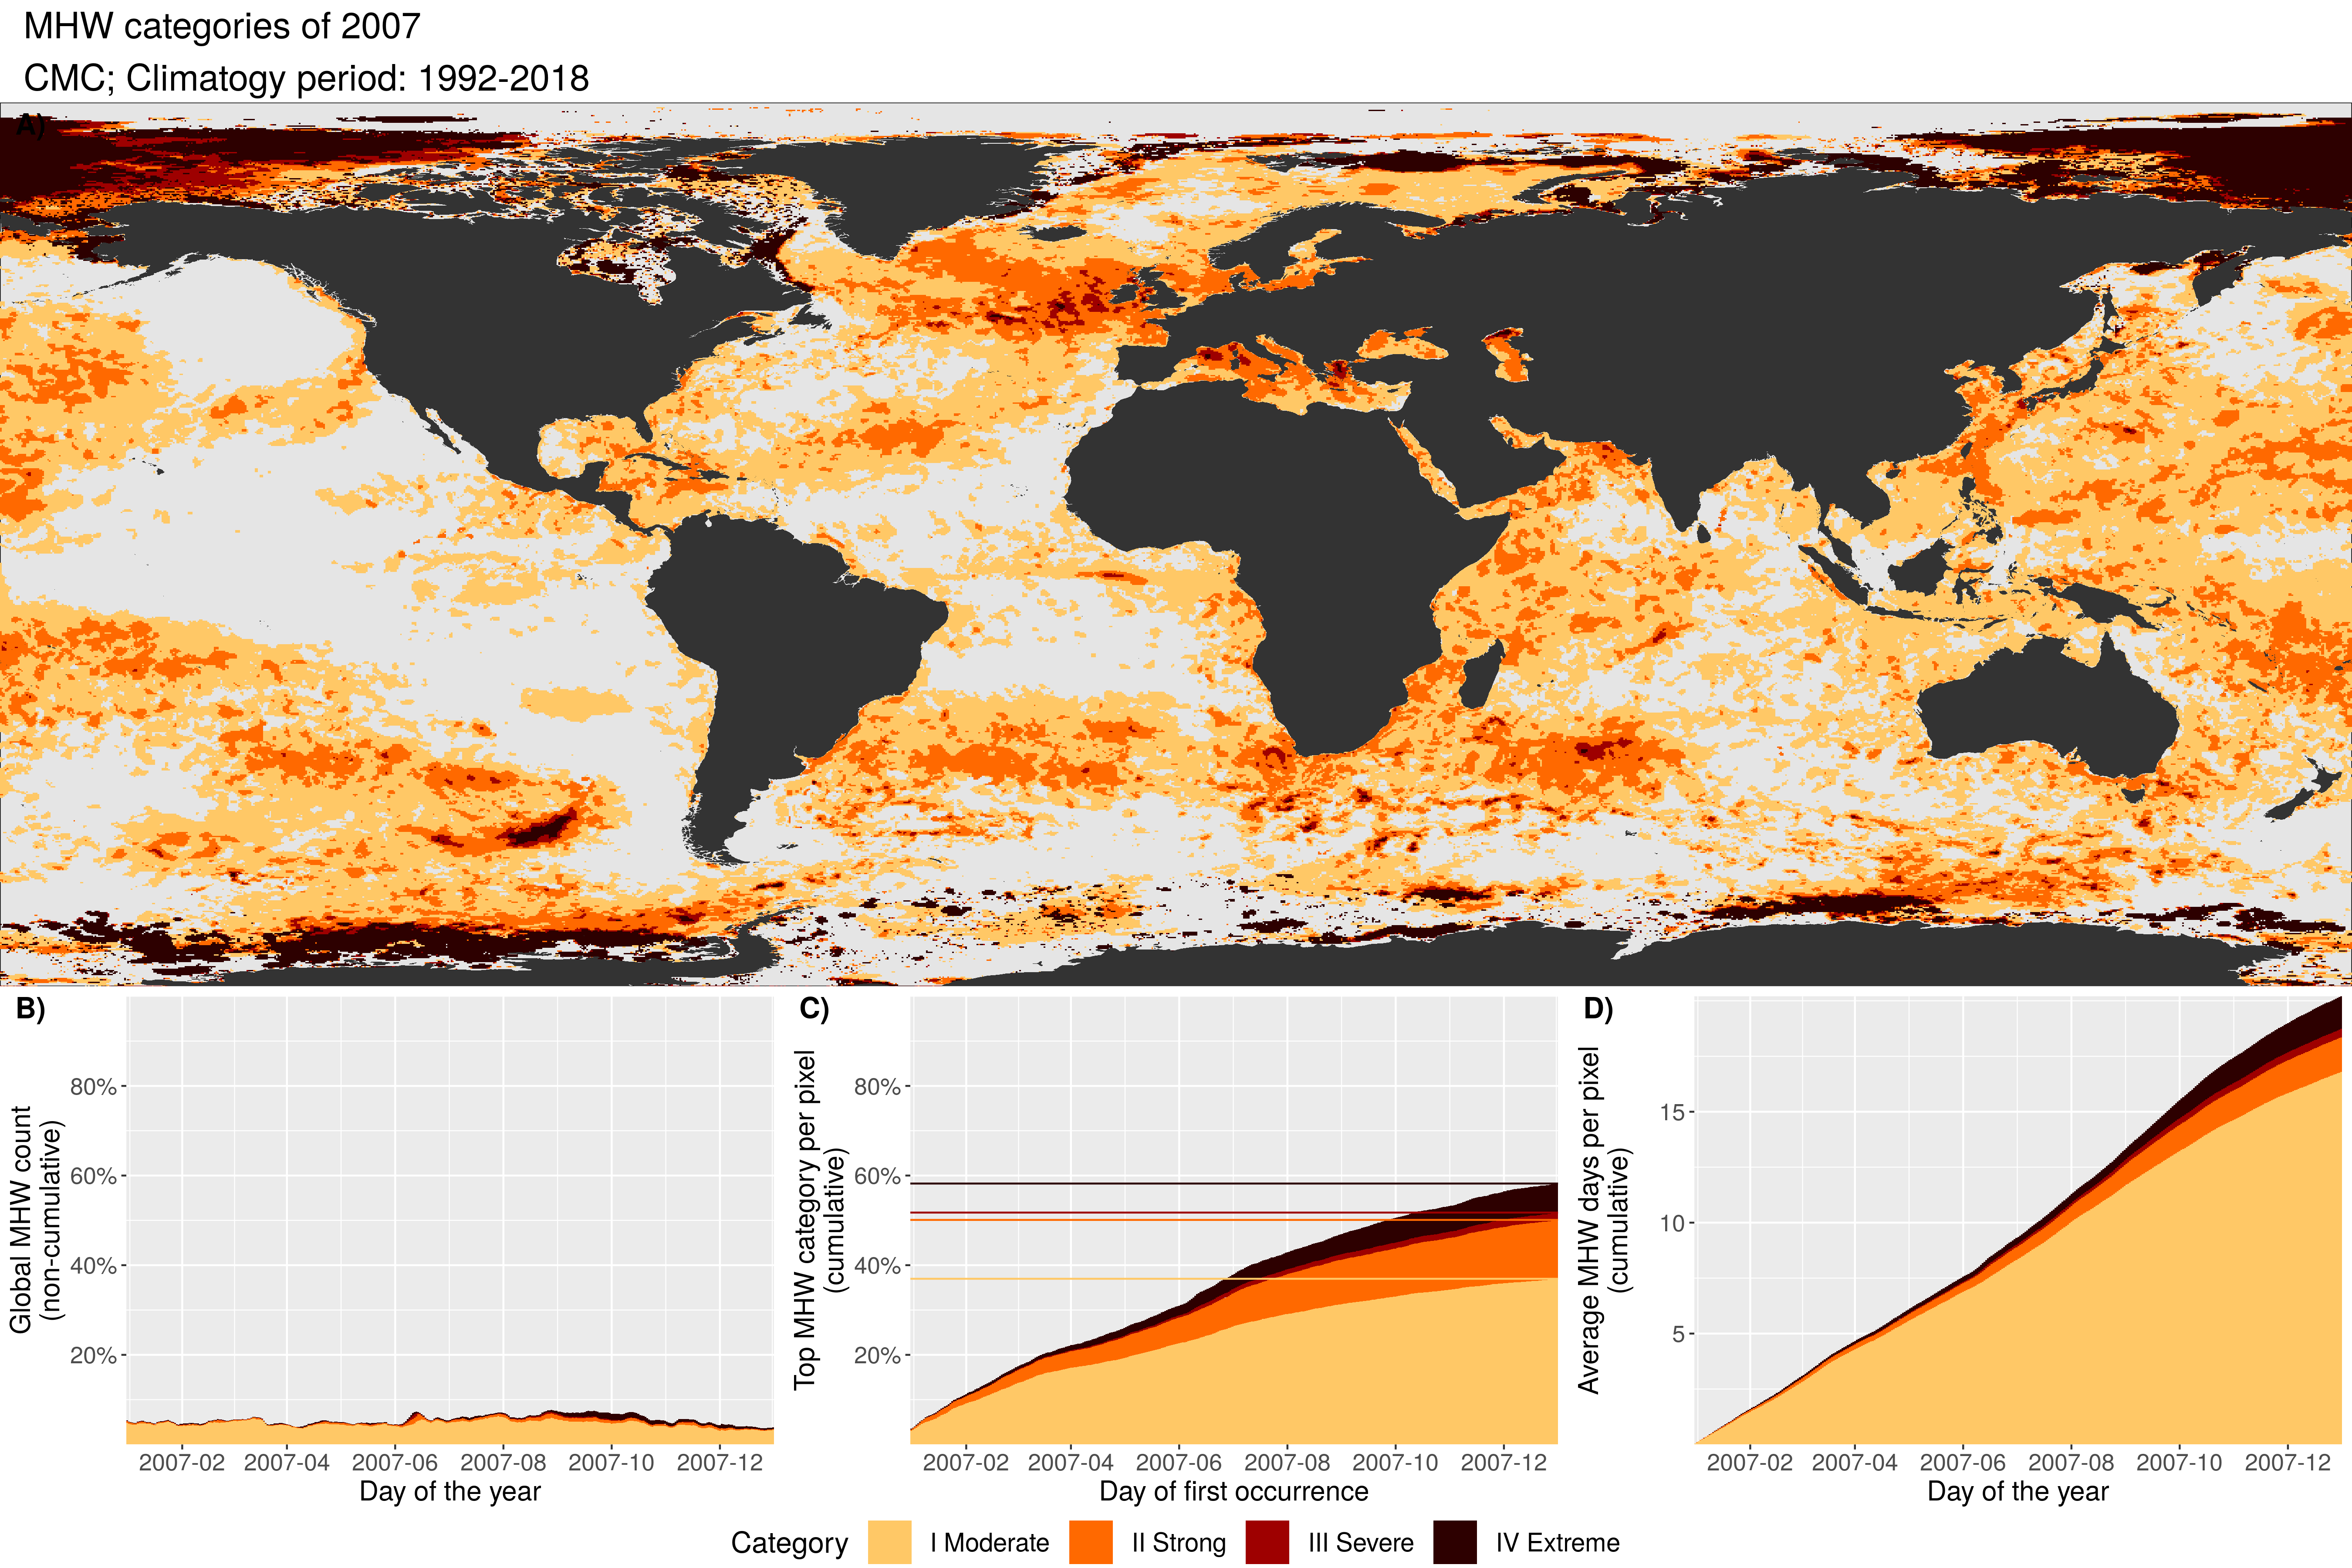 MHW categories of 2007
CMC; Climatogy period: 1992-2018
A)
B)
Global MHW count
(non-cumulative)
80%
60%
40%
20%
2007-02 2007-04 2007-06 2007-08 2007-10 2007-12
Day of the year
C)
Top MHW category per pixel
(cumulative)
80%
60%
40%
20%
2007-02 2007-04 2007-06 2007-08 2007-10 2007-12
Day of first occurrence
D)
Average MHW days per pixel
(cumulative)
15
10
5
2007-02 2007-04 2007-06 2007-08 2007-10 2007-12
Day of the year
Category I Moderate II Strong III Severe IV Extreme